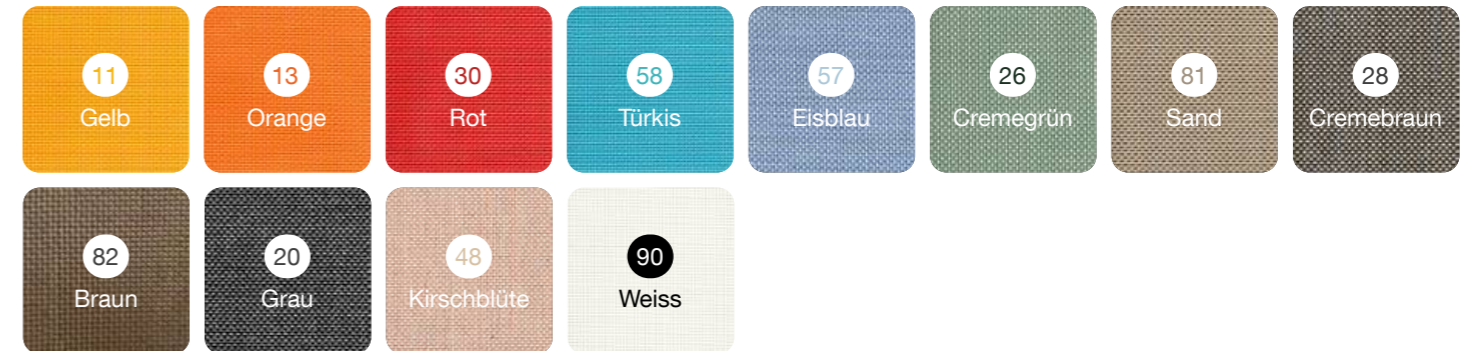 11
Gelb
13
Orange
30
Rot
58
Türkis
57
Eisblau
26
Cremegrün
81
Sand
28
Cremebraun
82
Braun
20
Grau
48
Kirschblüte
90
Weiss